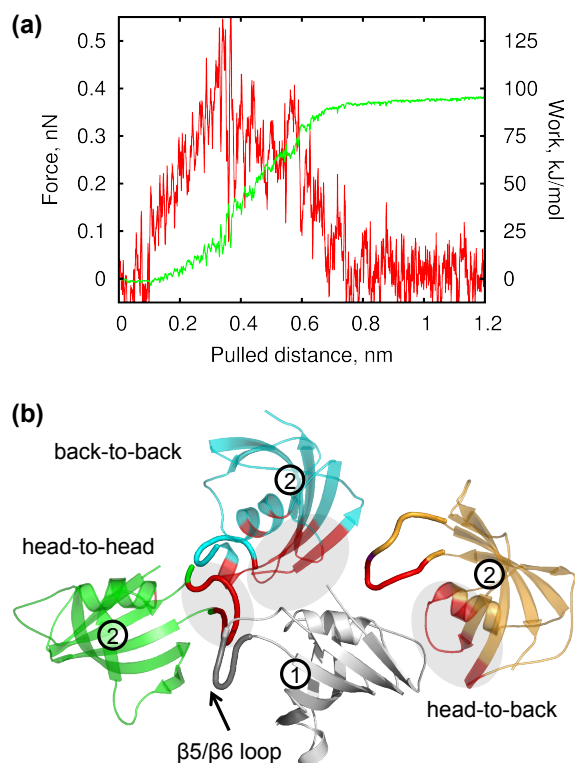 (a)
0.5
0.4
0.3
0.2
0.1
0
Force, nN
125
100
75
50
25
0
Work, kJ/mol
0 0.2 0.4 0.6 0.8 1 1.2
Pulled distance, nm
(b)
back-to-back
2
head-to-head
2
2
1
head-to-back
β5/β6 loop